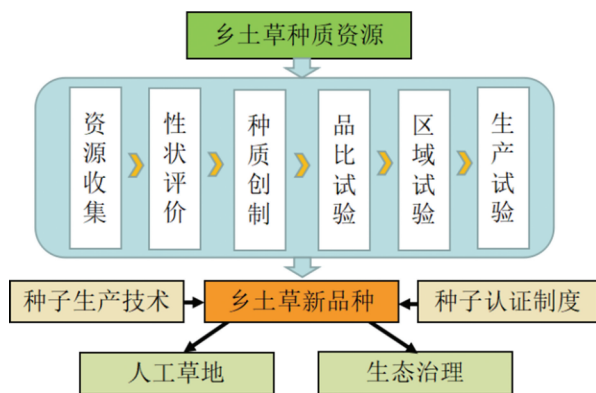 乡土草种质资源
资源收集
性状评价
种质创制
品比试验
区域试验
生产试验
种子生产技术
乡土草新品种
种子认证制度
人工草地
生态治理